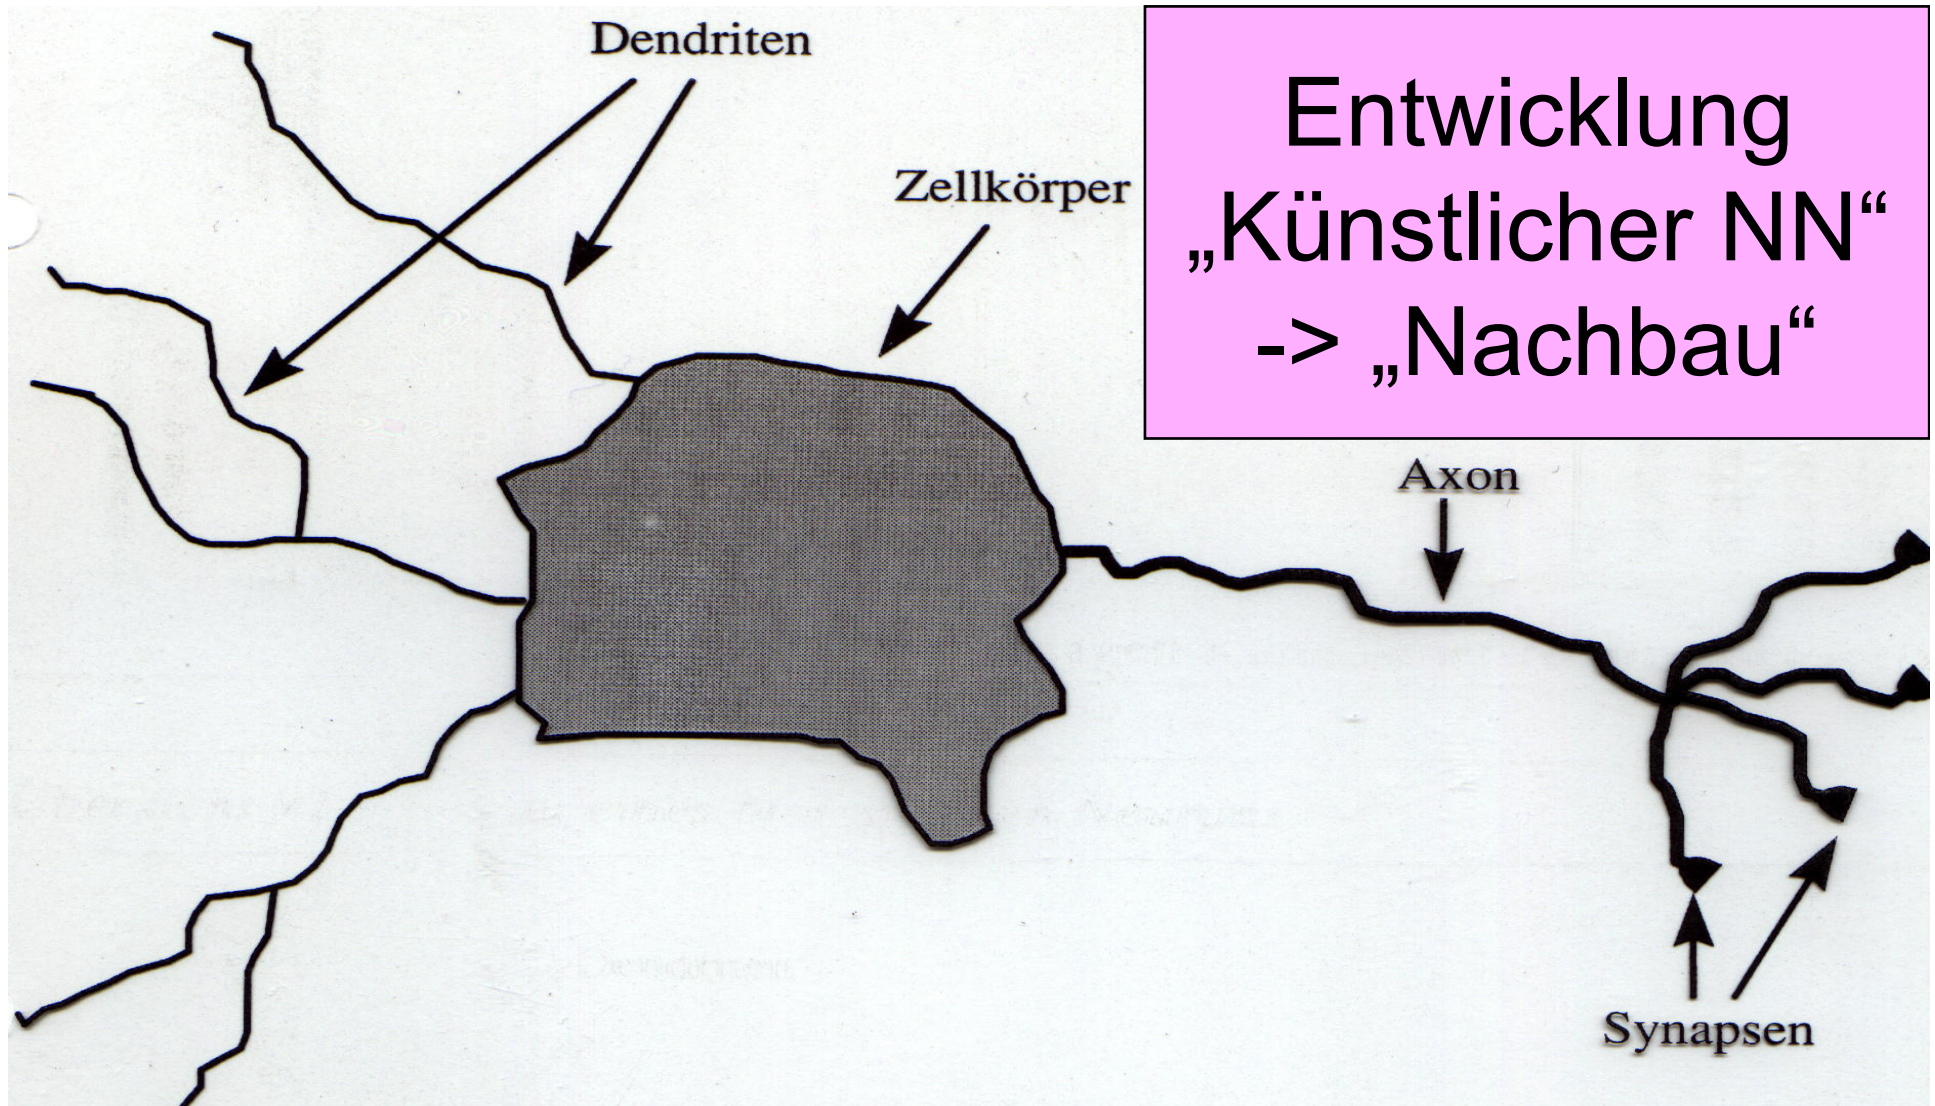 Dendriten
Entwicklung
„Künstlicher NN“
-> „Nachbau“
Zellkörper
Axon
Synapsen